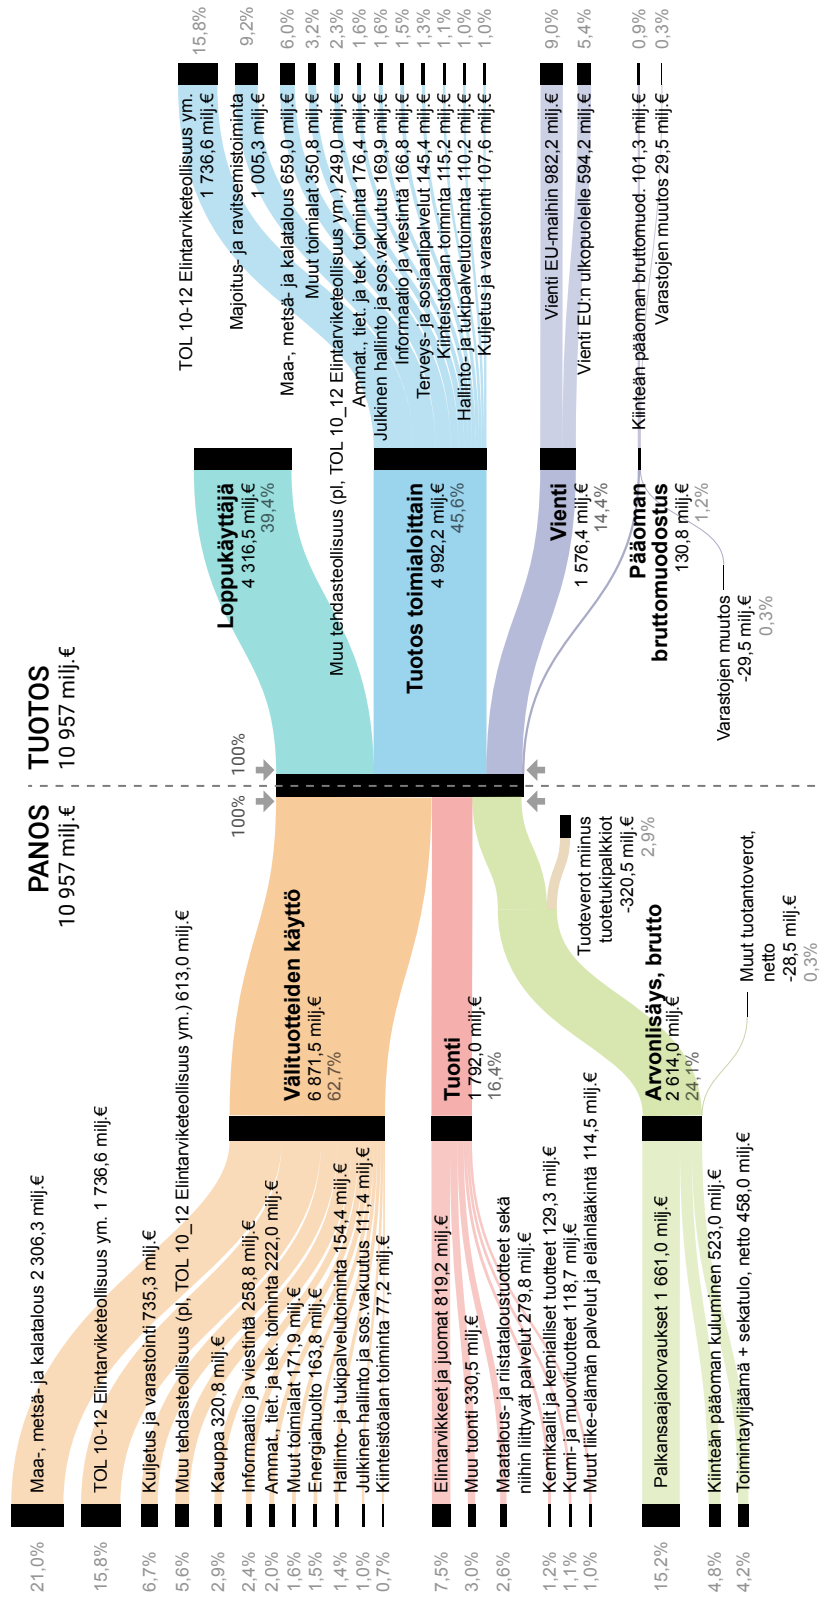 PANOS
10 957 milj.€
TUOTOS
10 957 milj.€
100%
100%
21,0%
Maa-, metsä- ja kalatalous 2 306,3 milj.€
15,8%
TOL 10-12 Elintarviketeollisuus ym. 1 736,6 milj.€
6,7%
Kuljetus ja varastointi 735,3 milj.€
5,6%
Muu tehdasteollisuus (pl, TOL 10_12 Elintarviketeollisuus ym.) 613,0 milj.€
2,9%
Kauppa 320,8 milj.€
2,4%
Informaatio ja viestintä 258,8 milj.€
2,0%
Ammat., tiet. ja tek. toiminta 222,0 milj.€
1,6%
Muut toimialat 171,9 milj.€
1,5%
Energiahuolto 163,8 milj.€
1,4%
Hallinto- ja tukipalvelutoiminta 154,4 milj.€
1,0%
Julkinen hallinto ja sos.vakuutus 111,4 milj.€
0,7%
Kiinteistöalan toiminta 77,2 milj.€
Välituotteiden käyttö
6 871,5 milj.€
62,7%
7,5%
Elintarvikkeet ja juomat 819,2 milj.€
3,0%
Muu tuonti 330,5 milj.€
2,6%
Maatalous- ja riistataloustuotteet sekä
niihin liittyvät palvelut 279,8 milj.€
1,2%
Kemikaalit ja kemialliset tuotteet 129,3 milj.€
1,1%
Kumi- ja muovituotteet 118,7 milj.€
1,0%
Muut liike-elämän palvelut ja eläinlääkintä 114,5 milj.€
Tuonti
1 792,0 milj.€
16,4%
15,2%
Palkansaajakorvaukset 1 661,0 milj.€
4,8%
Kiinteän pääoman kuluminen 523,0 milj.€
4,2%
Toimintaylijäämä + sekatulo, netto 458,0 milj.€
Arvonlisäys, brutto
2 614,0 milj.€
24,1%
Tuoteverot miinus
tuotetukipalkkiot
-320,5 milj.€
2,9%
Muut tuotantoverot,
netto
-28,5 milj.€
0,3%
Loppukäyttäjä
4 316,5 milj.€
39,4%
Tuotos toimialoittain
4 992,2 milj.€
45,6%
TOL 10-12 Elintarviketeollisuus ym.
1 736,6 milj.€
15,8%
Majoitus- ja ravitsemistoiminta
1 005,3 milj.€
9,2%
Maa-, metsä- ja kalatalous 659,0 milj.€
6,0%
Muut toimialat 350,8 milj.€
3,2%
Muu tehdasteollisuus (pl, TOL 10_12 Elintarviketeollisuus ym.) 249,0 milj.€
2,3%
Ammat., tiet. ja tek. toiminta 176,4 milj.€
1,6%
Julkinen hallinto ja sos.vakuutus 169,9 milj.€
1,6%
Informaatio ja viestintä 166,8 milj.€
1,5%
Terveys- ja sosiaalipalvelut 145,4 milj.€
1,3%
Kiinteistöalan toiminta 115,2 milj.€
1,1%
Hallinto- ja tukipalvelutoiminta 110,2 milj.€
1,0%
Kuljetus ja varastointi 107,6 milj.€
1,0%
Vienti
1 576,4 milj.€
14,4%
Vienti EU-maihin 982,2 milj.€
9,0%
Vienti EU:n ulkopuolelle 594,2 milj.€
5,4%
Pääoman
bruttomuodostus
130,8 milj.€
1,2%
Kiinteän pääoman bruttomuod. 101,3 milj.€
0,9%
Varastojen muutos 29,5 milj.€
0,3%
Varastojen muutos
-29,5 milj.€
0,3%